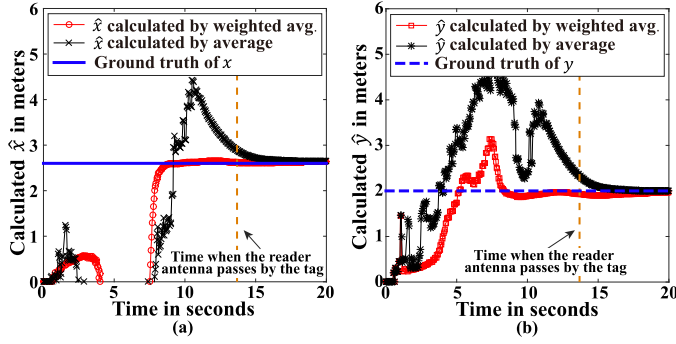 x̂ calculated by weighted avg.
x̂ calculated by average
Ground truth of x
Calculated x̂ in meters
6
5
4
3
2
1
0
Time when the reader
antenna passes by the tag
0 5 10 15 20
Time in seconds
(a)
ŷ calculated by weighted avg.
ŷ calculated by average
Ground truth of y
Calculated ŷ in meters
6
5
4
3
2
1
0
Time when the reader
antenna passes by the tag
0 5 10 15 20
Time in seconds
(b)